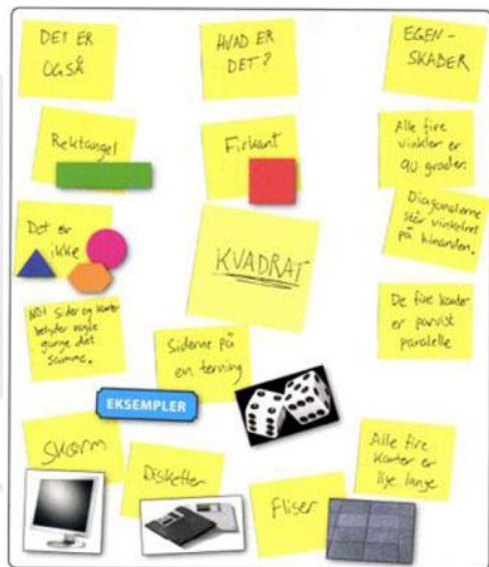 DET ER
OGSÅ
HVAD ER
DET?
EGEN-
SKABER
Rektangel
Firkant
Alle fire
vinkler er
90 grader.
Det er
ikke
KVADRAT
Diagonalerne
står vinkelret
på hinanden.
NB! Sider og kanter
betyder nogle
gange det
samme.
Siderne på
en terning
De fire kanter
er parvist
paralelle
EKSEMPLER
Skærm
Disketter
Fliser
Alle fire
kanter er
lige lange